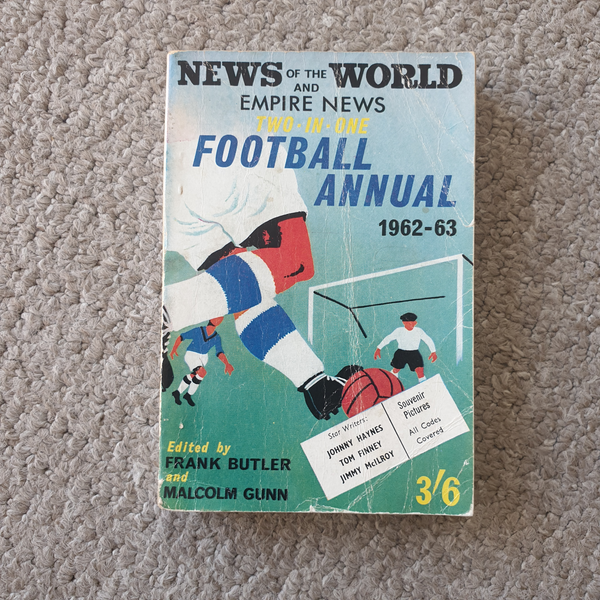 NEWS OF THE WORLD
AND
EMPIRE NEWS
TWO-IN-ONE
FOOTBALL
ANNUAL
1962-63
Star Writers:
JOHNNY HAYNES
TOM FINNEY
JIMMY McILROY
Souvenir
Pictures
All Codes
Covered
Edited by
FRANK BUTLER
and
MALCOLM GUNN
3/6